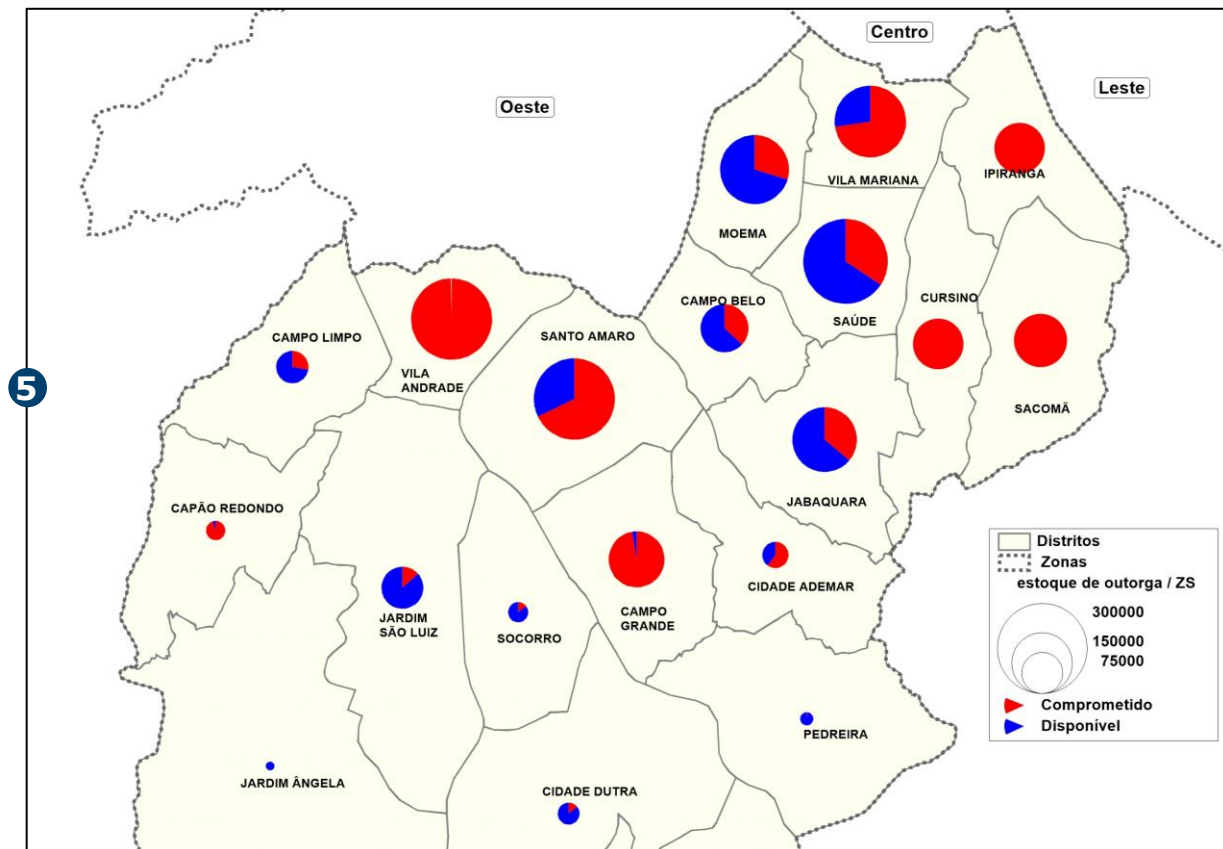 Centro
Oeste
Leste
VILA MARIANA
IPIRANGA
MOEMA
CAMPO BELO
CURSINO
SAÚDE
CAMPO LIMPO
SANTO AMARO
VILA
ANDRADE
5
SACOMÃ
JABAQUARA
CAPÃO REDONDO
CIDADE ADEMAR
JARDIM
SÃO LUIZ
SOCORRO
CAMPO
GRANDE
PEDREIRA
JARDIM ÂNGELA
CIDADE DUTRA
Distritos
Zonas
estoque de outorga / ZS
300000
150000
75000
Comprometido
Disponível